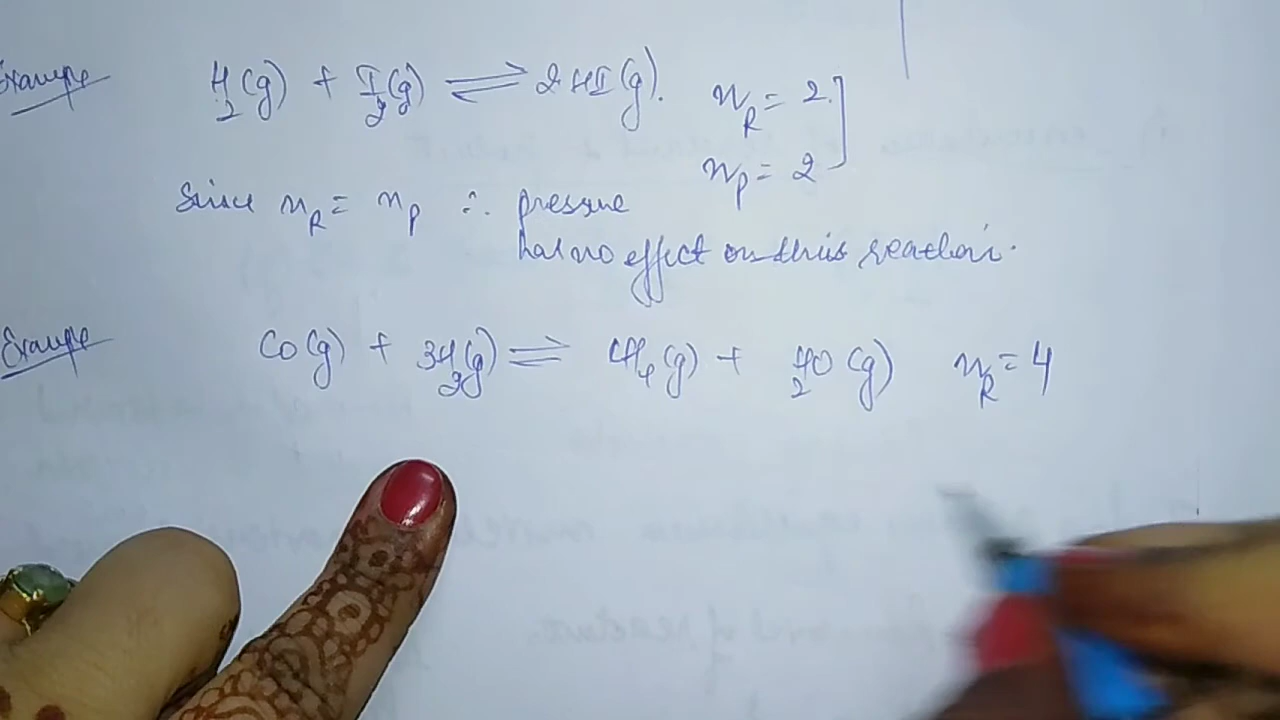 Example H2(g) + I2(g) ⇌ 2HI(g). nR = 2
nP = 2
Since nR = nP ∴ pressure
has no effect on this reaction.
Example CO(g) + 3H2(g) ⇌ CH4(g) + H2O(g) nR = 4